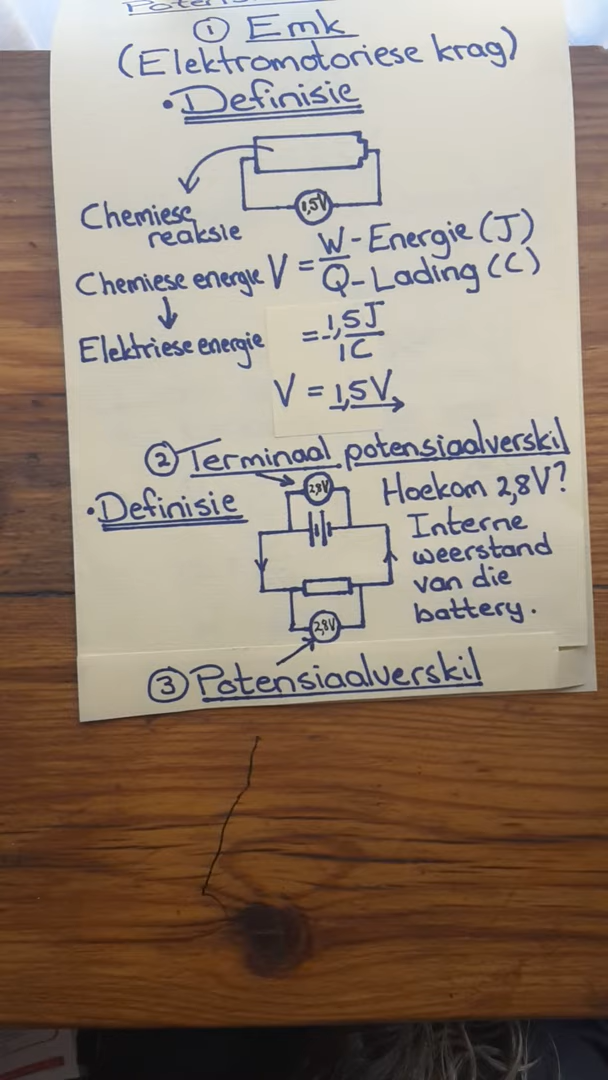 ① Emk
(Elektromotoriese krag)
• Definisie
1,5V
Chemiese
reaksie
Chemiese energie
↓
Elektriese energie
V = W - Energie (J)
Q - Lading (C)
= 1,5J
1C
V = 1,5V
② Terminaal potensiaalverskil
• Definisie
2,8V
Hoekom 2,8V?
Interne
weerstand
van die
battery.
2,8V
③ Potensiaalverskil